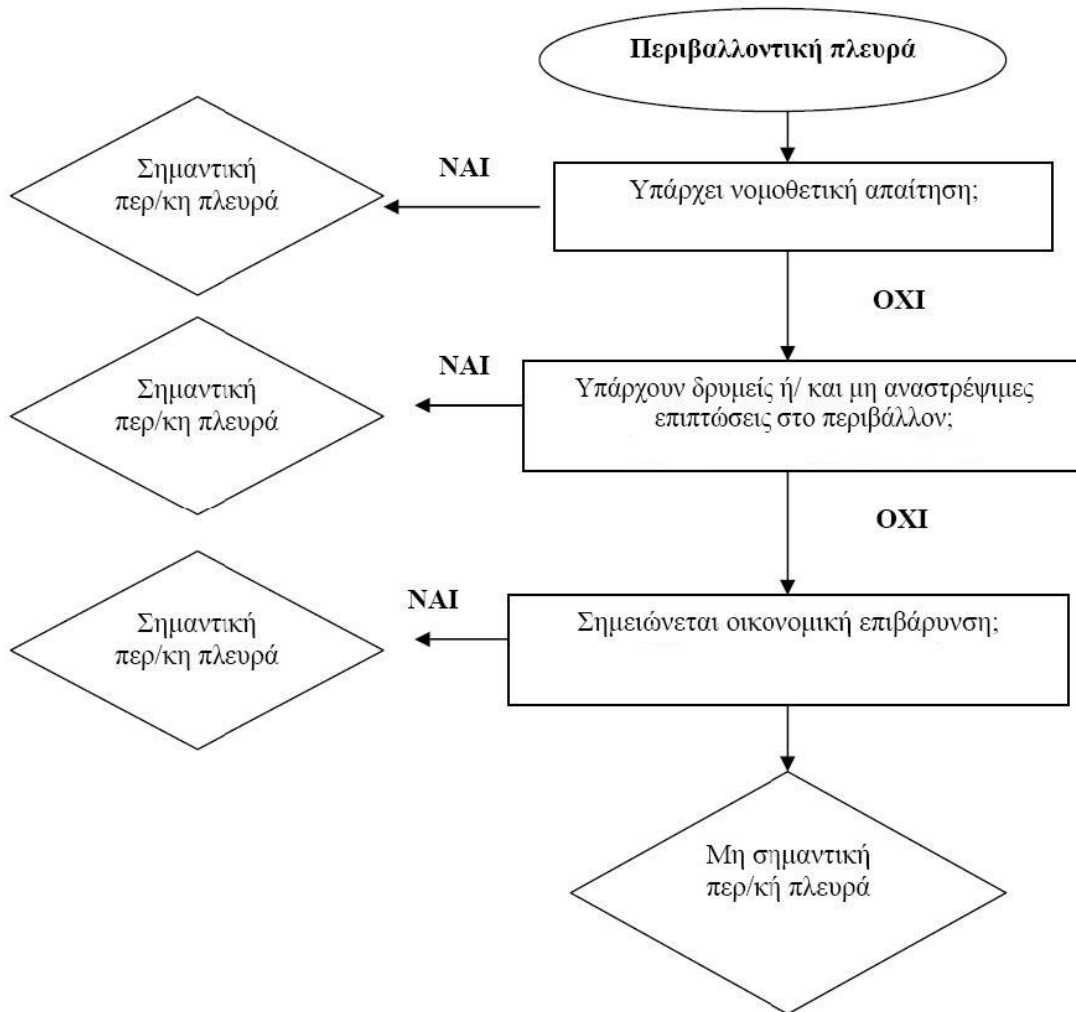 Περιβαλλοντική πλευρά
Σημαντική
περ/κη πλευρά
ΝΑΙ
Υπάρχει νομοθετική απαίτηση;
ΟΧΙ
Σημαντική
περ/κη πλευρά
ΝΑΙ
Υπάρχουν δρυμείς ή/ και μη αναστρέψιμες
επιπτώσεις στο περιβάλλον;
ΟΧΙ
Σημαντική
περ/κη πλευρά
ΝΑΙ
Σημειώνεται οικονομική επιβάρυνση;
Μη σημαντική
περ/κή πλευρά